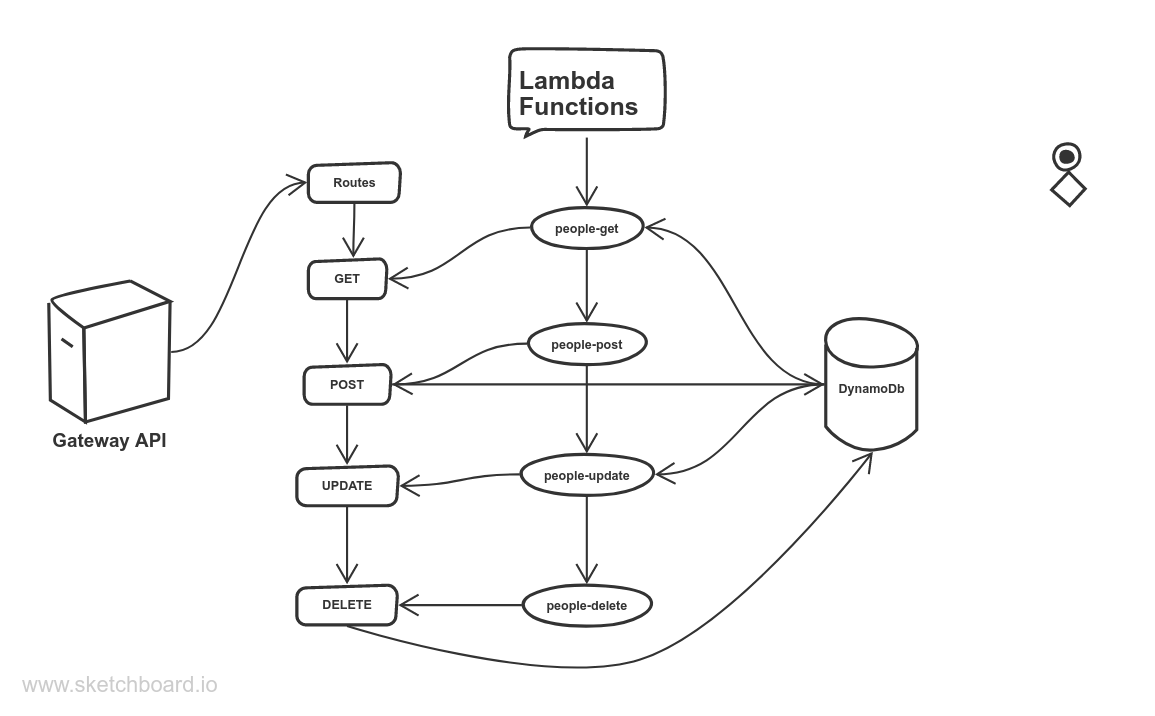 Lambda
Functions
Routes
people-get
GET
people-post
POST
DynamoDb
Gateway API
people-update
UPDATE
DELETE
people-delete
www.sketchboard.io